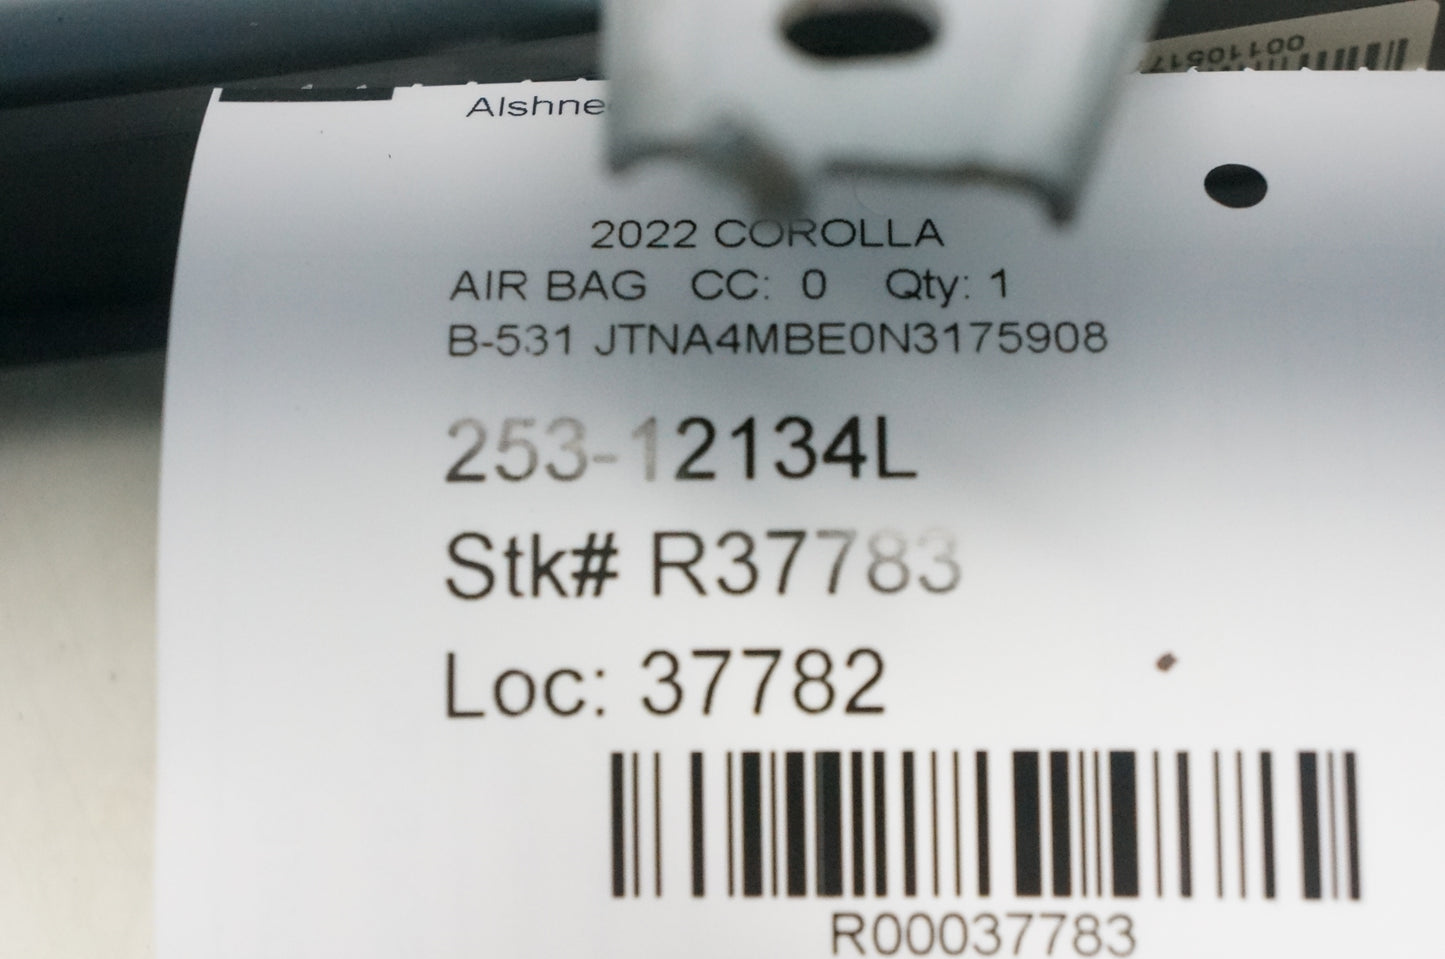 Alshne
2022 COROLLA
AIR BAG CC: 0 Qty: 1
B-531 JTNA4MBE0N3175908
253-12134L
Stk# R37783
Loc: 37782
R00037783